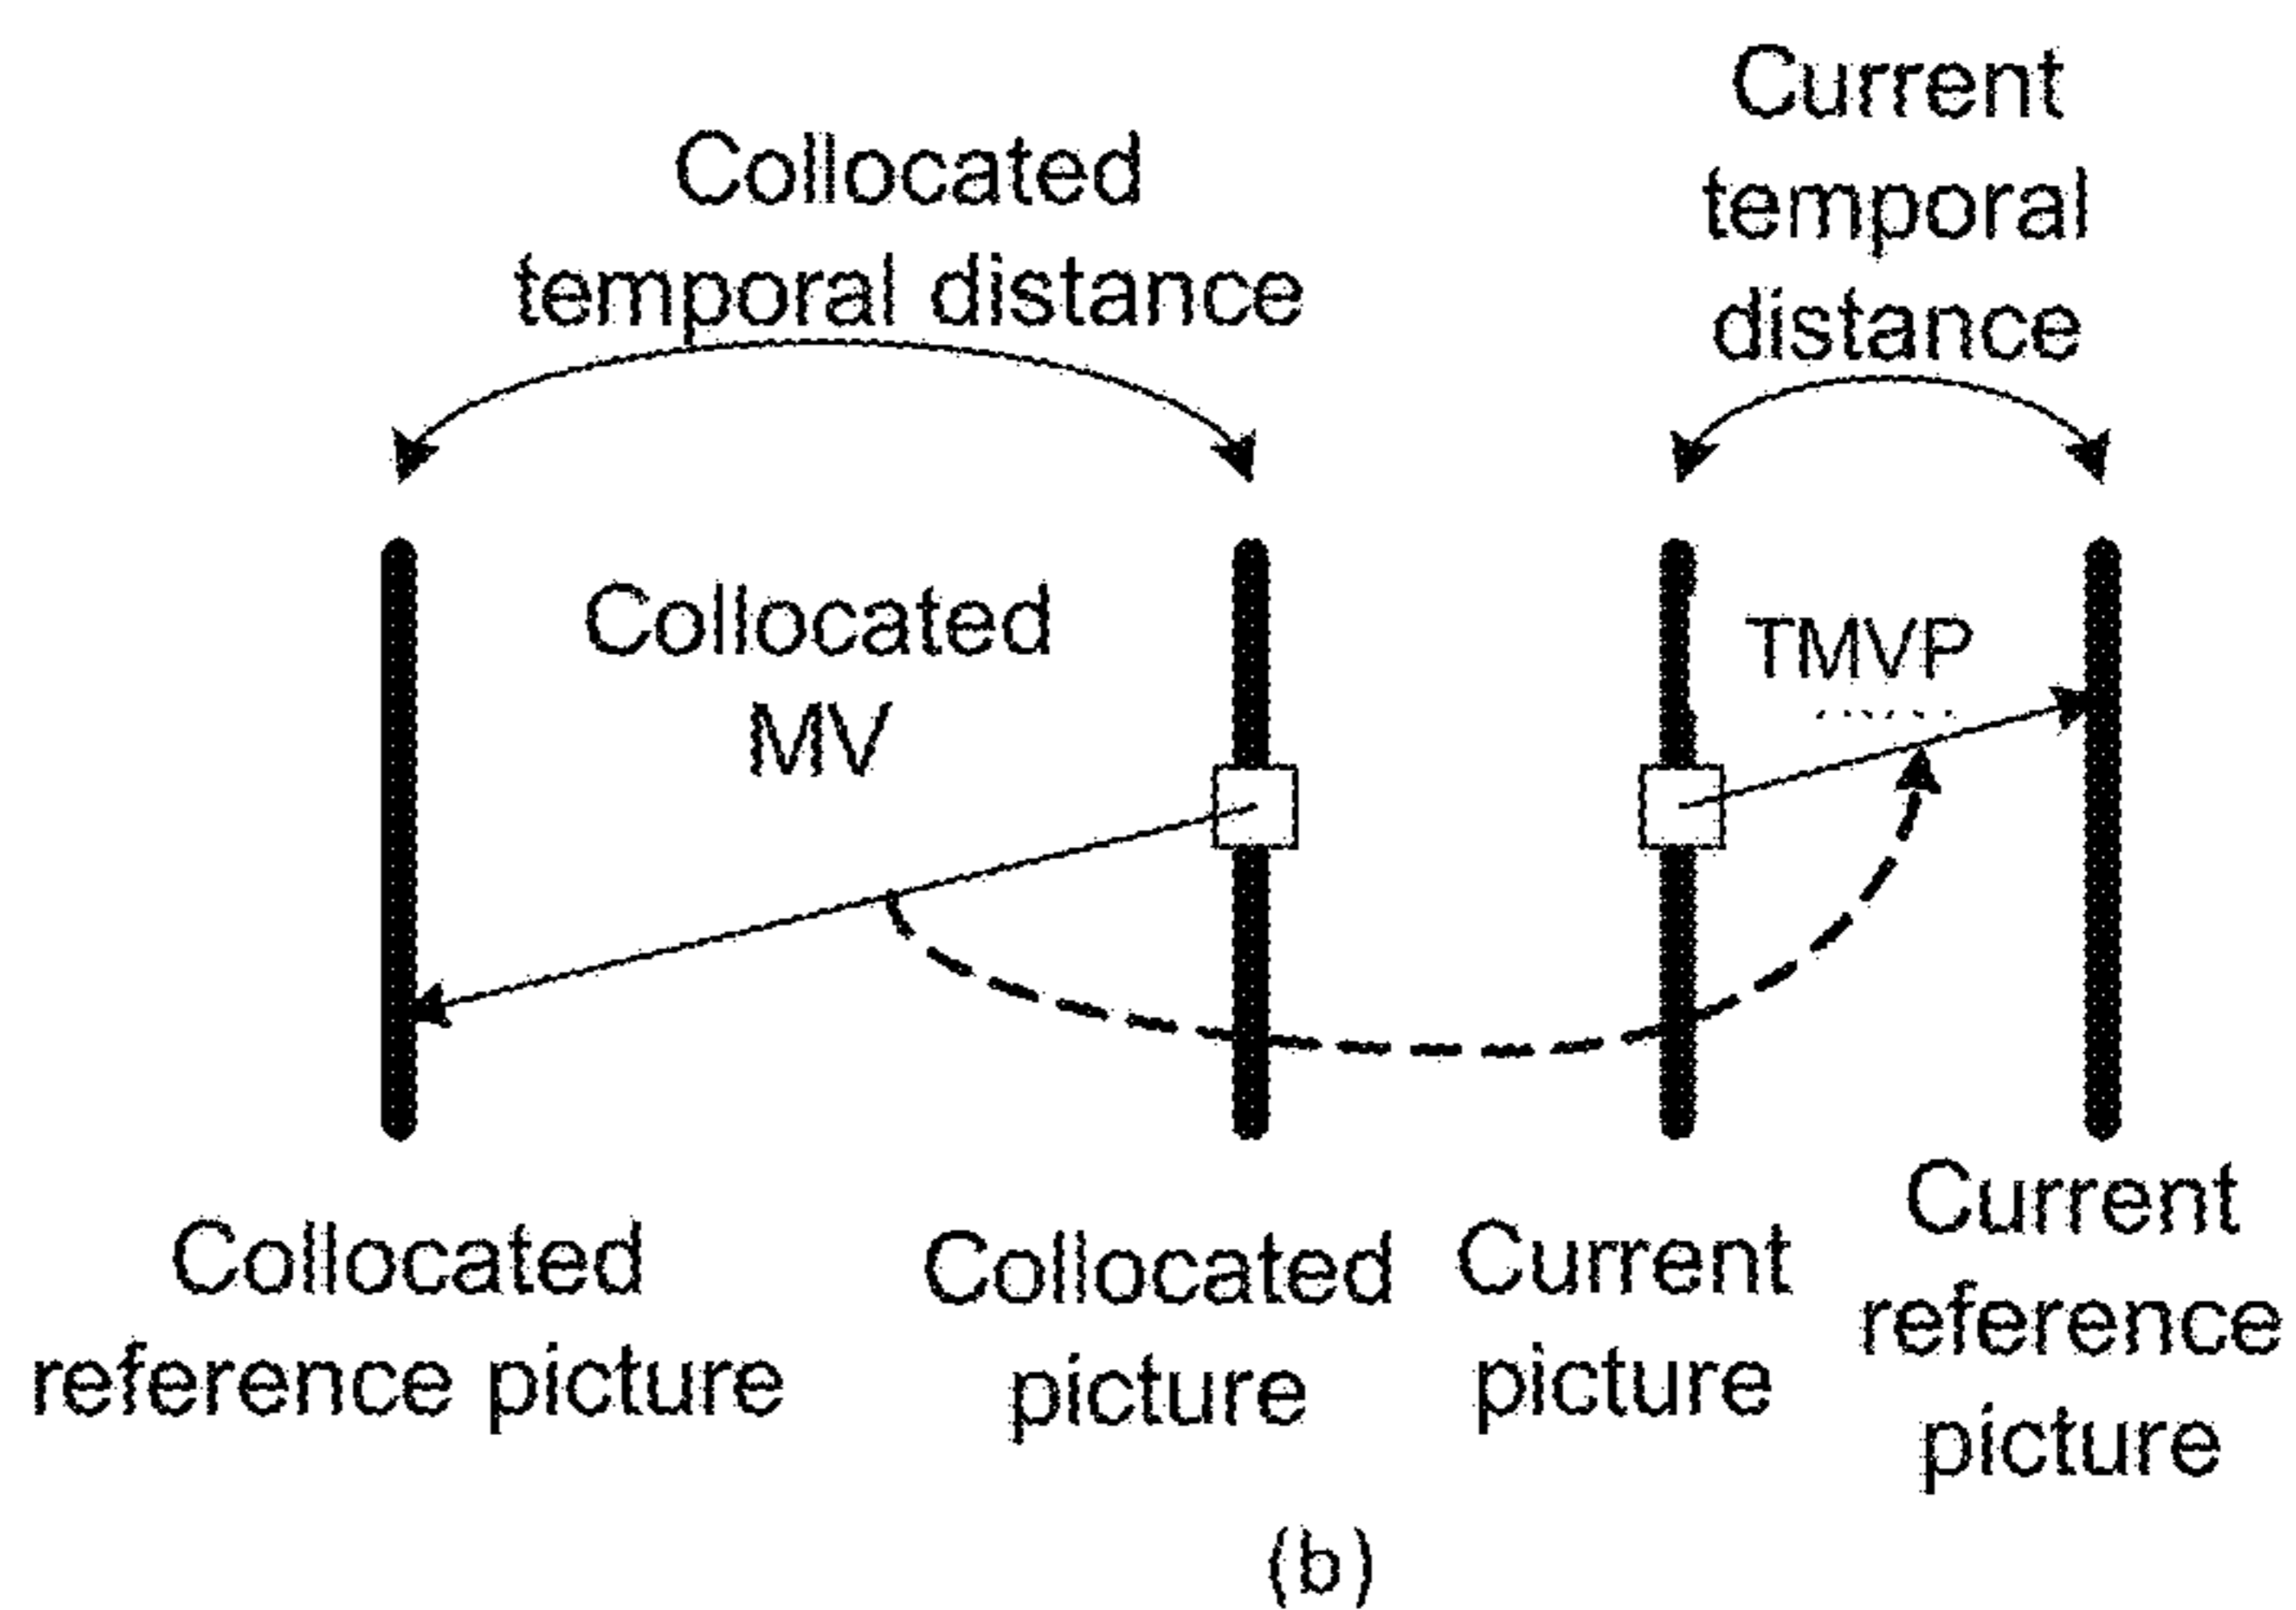 Collocated
temporal distance
Current
temporal
distance
Collocated
MV
TMVP
Collocated
reference picture
Collocated
picture
Current
picture
Current
reference
picture
(b)